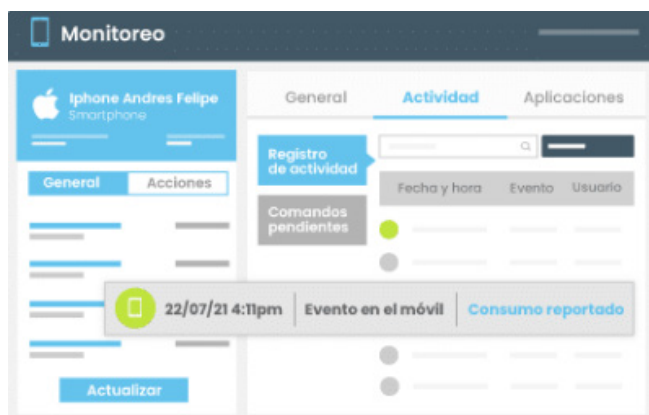 Monitoreo
Iphone Andres Felipe
Smartphone
General
Acciones
General
Actividad
Aplicaciones
Registro
de actividad
Comandos
pendientes
Fecha y hora
Evento
Usuario
22/07/21 4:11pm
Evento en el móvil
Consumo reportado
Actualizar